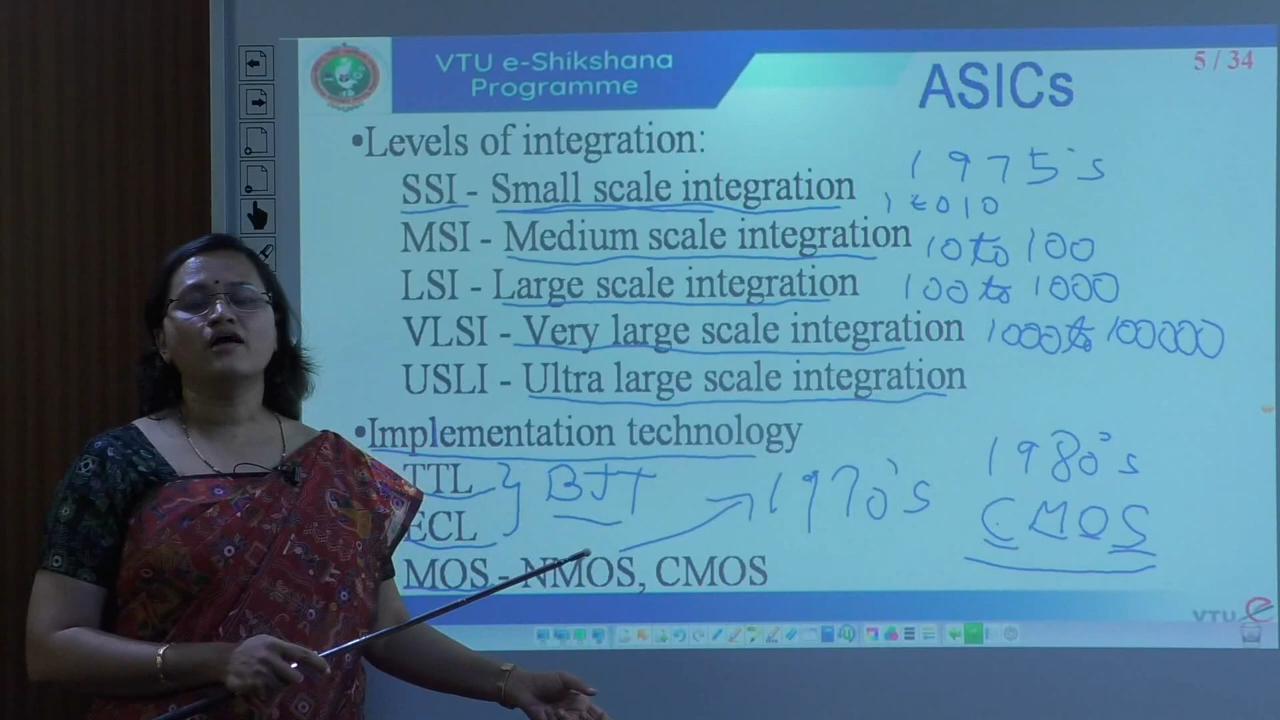 VTU e-Shikshana
Programme
ASICs
5 / 34
•Levels of integration:
1975's
SSI - Small scale integration 1 to 10
MSI - Medium scale integration 10 to 100
LSI - Large scale integration 100 to 1000
VLSI - Very large scale integration 1000 to 100000
USLI - Ultra large scale integration
•Implementation technology
1980's
TTL } BJT 1970's
ECL CMOS
MOS - NMOS, CMOS
VTU e